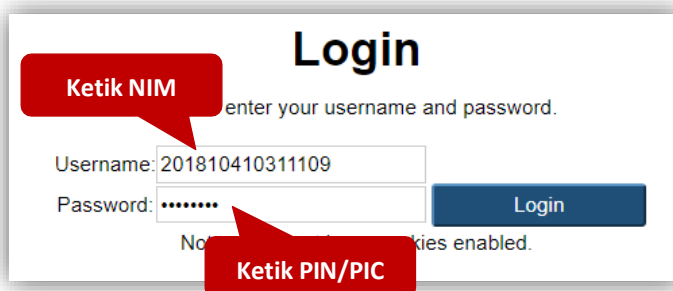 Login
Ketik NIM
enter your username and password.
Username: 201810410311109
Password: ••••••••
Login
No kies enabled.
Ketik PIN/PIC